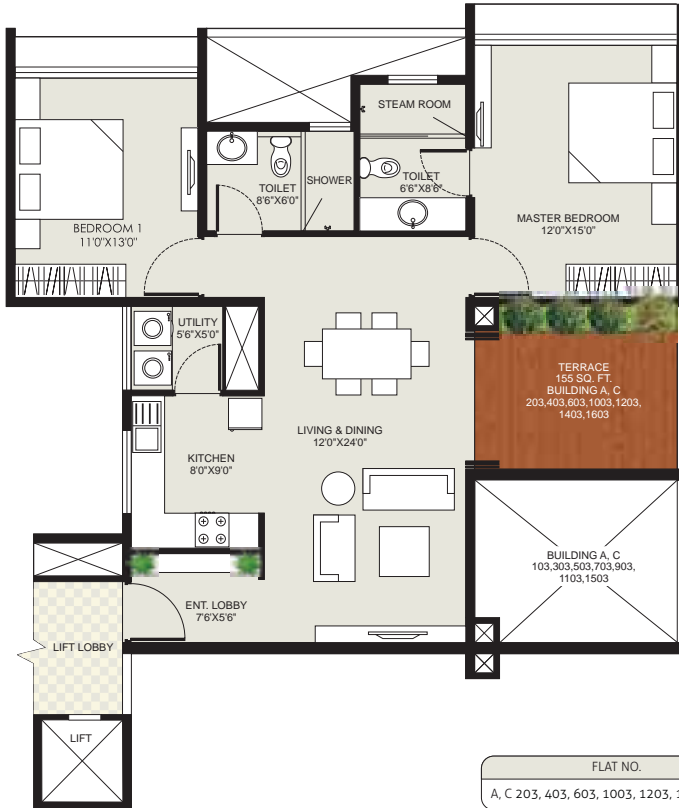 STEAM ROOM
TOILET
8'6"X6'0"
SHOWER
TOILET
6'6"X8'6"
BEDROOM 1
11'0"X13'0"
MASTER BEDROOM
12'0"X15'0"
UTILITY
5'6"X5'0"
TERRACE
155 SQ. FT.
BUILDING A, C
203,403,603,1003,1203,
1403,1603
LIVING & DINING
12'0"X24'0"
KITCHEN
8'0"X9'0"
BUILDING A, C
103,303,503,703,903,
1103,1503
ENT. LOBBY
7'6"X5'6"
LIFT LOBBY
LIFT
FLAT NO.
A, C 203, 403, 603, 1003, 1203,